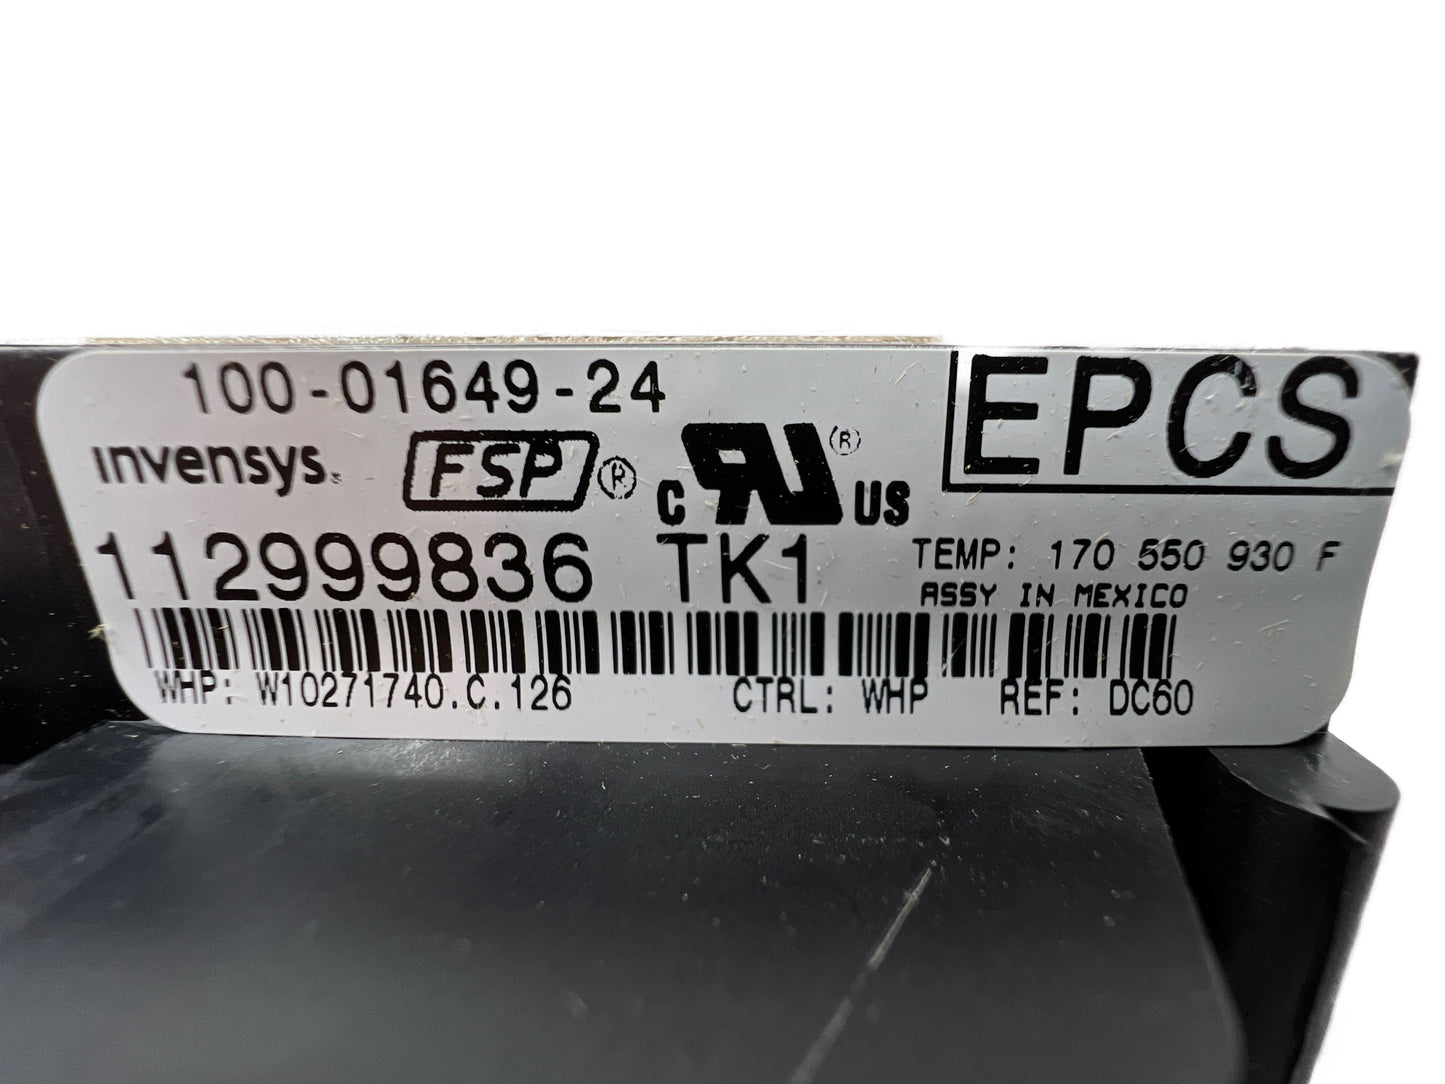 100-01649-24
EPCS
invensys. FSP ® C RU ® US
112999836 TK1
TEMP: 170 550 930 F
ASSY IN MEXICO
WHP: W10271740.C.126 CTRL: WHP REF: DC60